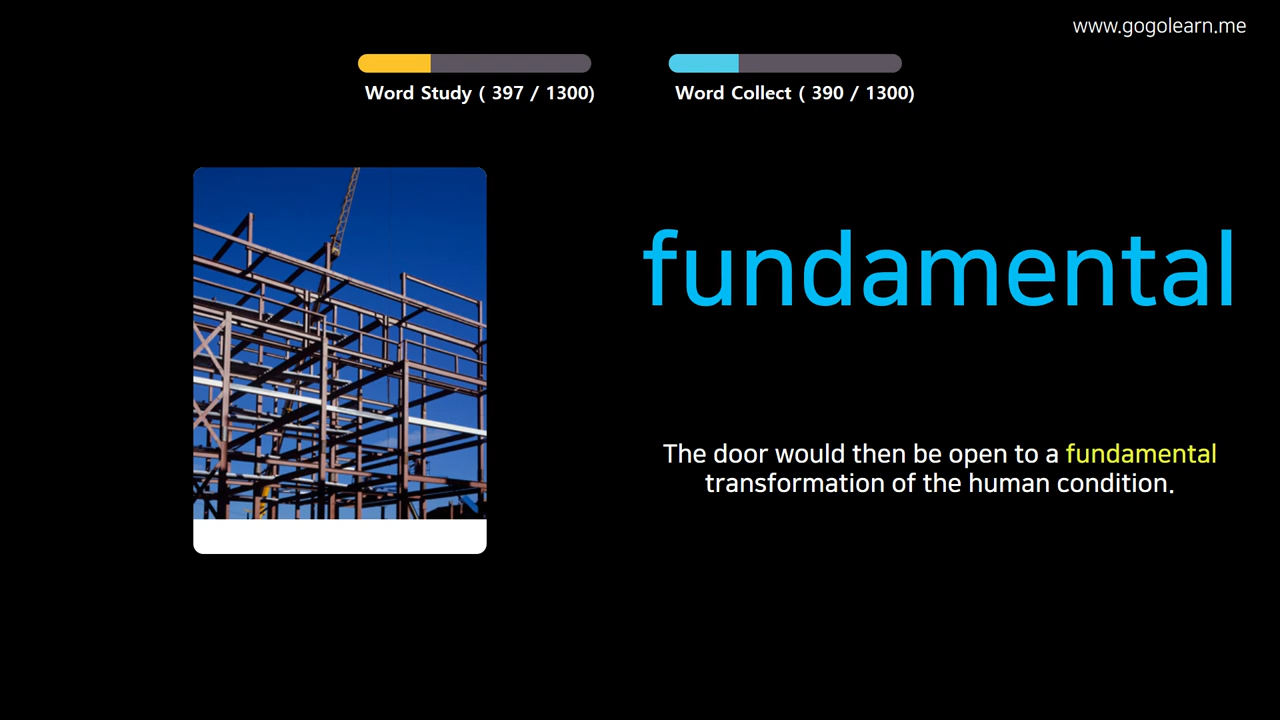 www.gogolearn.me
Word Study ( 397 / 1300)
Word Collect ( 390 / 1300)
fundamental
The door would then be open to a fundamental
transformation of the human condition.